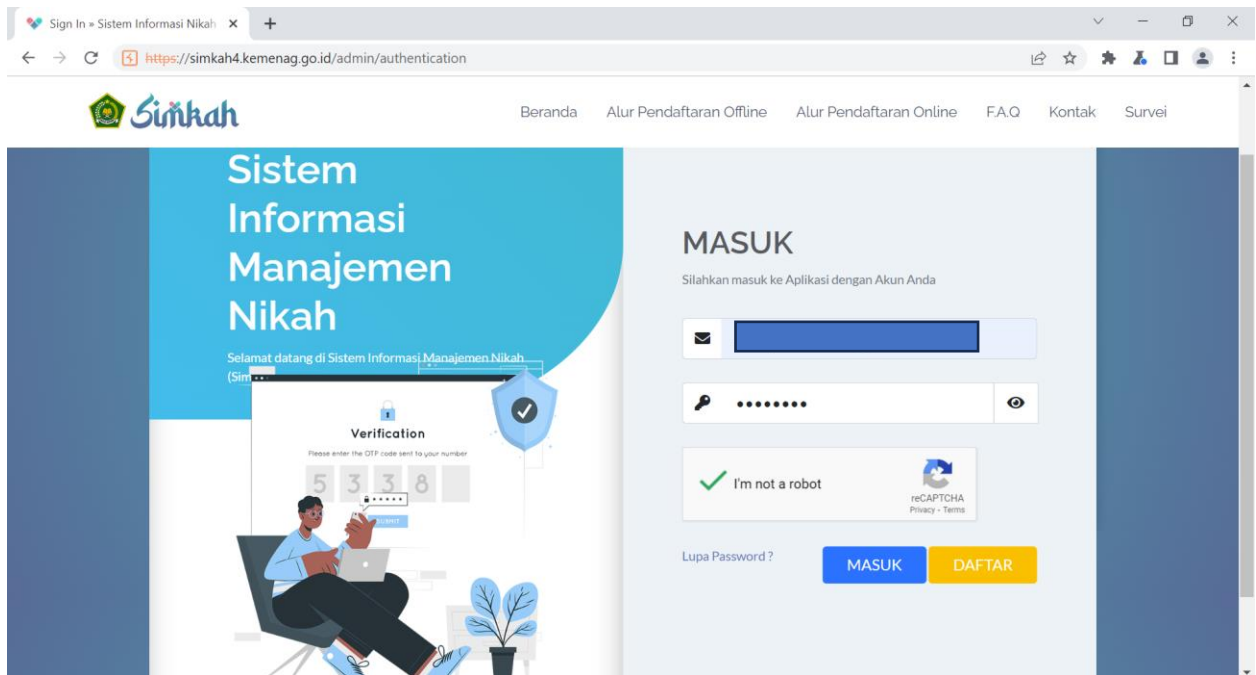 Sign In » Sistem Informasi Nikah
https://simkah4.kemenag.go.id/admin/authentication
Simkah
Beranda Alur Pendaftaran Offline Alur Pendaftaran Online F.A.Q Kontak Survei
Sistem
Informasi
Manajemen
Nikah
Selamat datang di Sistem Informasi Manajemen Nikah
(Sim
Verification
Please enter the OTP code sent to your number
5 3 3 8
SUBMIT
MASUK
Silahkan masuk ke Aplikasi dengan Akun Anda
I'm not a robot
reCAPTCHA
Privacy - Terms
Lupa Password ?
MASUK
DAFTAR